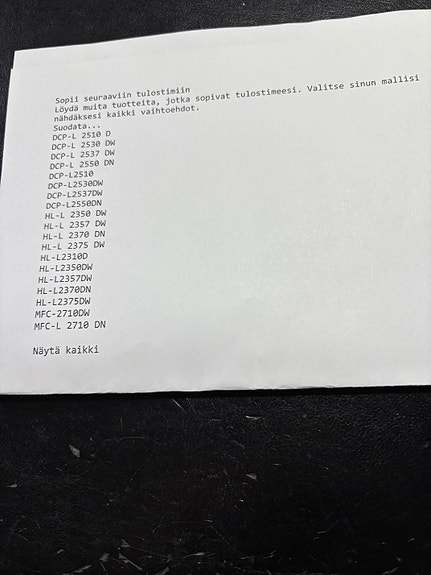 Sopii seuraaviin tulostimiin
Löydä muita tuotteita, jotka sopivat tulostimeesi. Valitse sinun mallisi
nähdäksesi kaikki vaihtoehdot.
Suodata...
DCP-L 2510 D
DCP-L 2530 DW
DCP-L 2537 DW
DCP-L 2550 DN
DCP-L2510
DCP-L2530DW
DCP-L2537DW
DCP-L2550DN
HL-L 2350 DW
HL-L 2357 DW
HL-L 2370 DN
HL-L 2375 DW
HL-L2310D
HL-L2350DW
HL-L2357DW
HL-L2370DN
HL-L2375DW
MFC-2710DW
MFC-L 2710 DN
Näytä kaikki